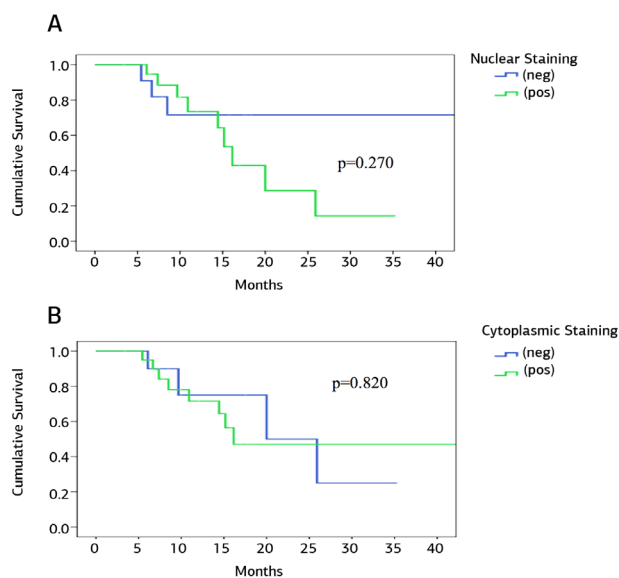 A
Nuclear Staining
(neg)
(pos)
Cumulative Survival
1.0
0.8
0.6
0.4
0.2
0.0
p=0.270
0 5 10 15 20 25 30 35 40
Months
B
Cytoplasmic Staining
(neg)
(pos)
Cumulative Survival
1.0
0.8
0.6
0.4
0.2
0.0
p=0.820
0 5 10 15 20 25 30 35 40
Months